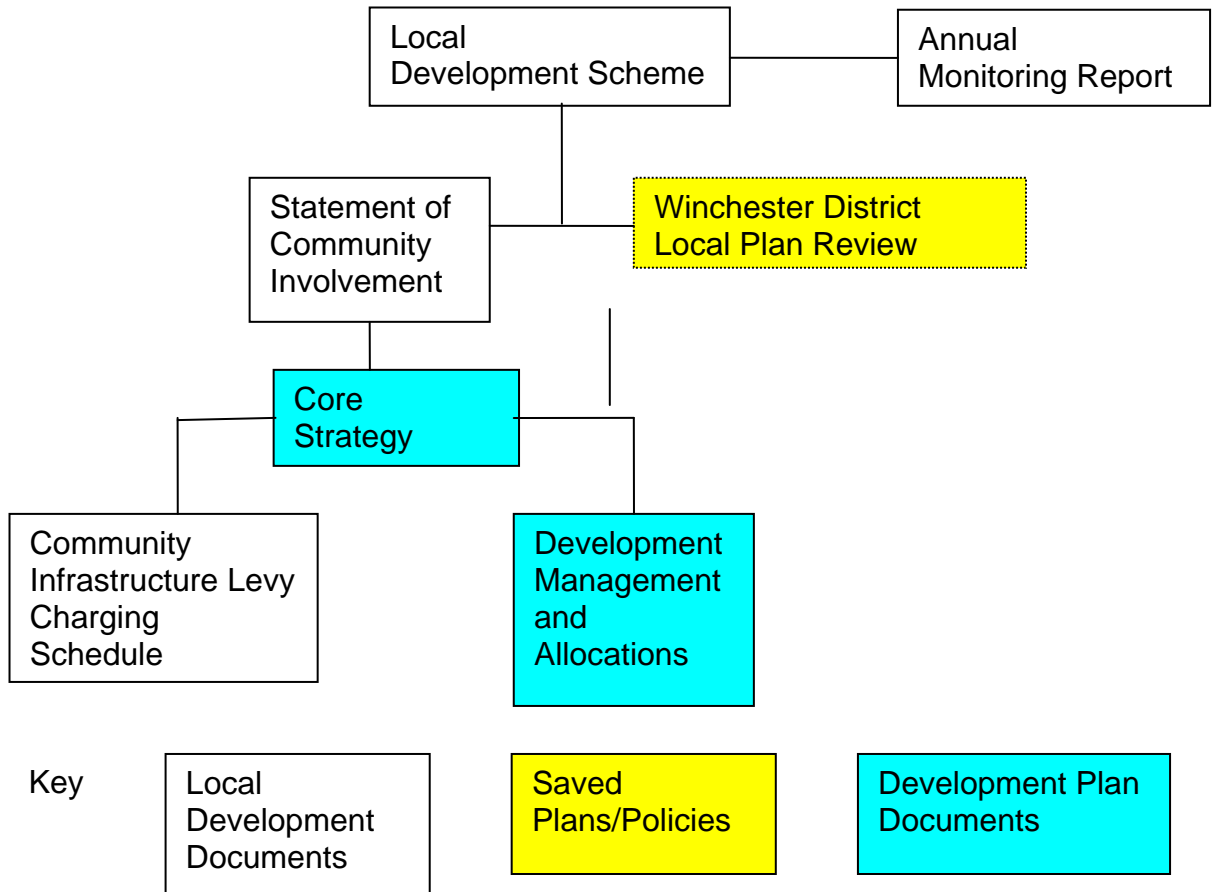 Local
Development Scheme
Annual
Monitoring Report
Statement of
Community
Involvement
Winchester District
Local Plan Review
Core
Strategy
Community
Infrastructure Levy
Charging
Schedule
Development
Management
and
Allocations
Key
Local
Development
Documents
Saved
Plans/Policies
Development Plan
Documents